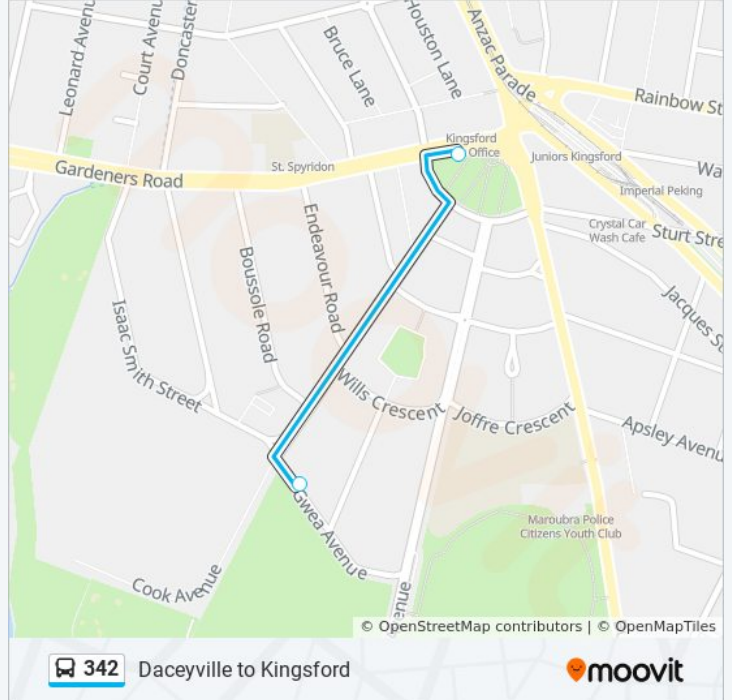 Leonard Avenu
Court Avenu
Doncaster
Bruce Lane
Houston Lane
Anzac Parade
Rainbow St
Kingsford
Office
Juniors Kingsford
Wa
Gardeners Road
St. Spyridon
Imperial Peking
Crystal Car
Wash Cafe
Sturt Stre
Endeavour Road
Boussole Road
Isaac Smith Street
Jacques St
Wills Crescent
Joffre Crescent
Apsley Avenu
Gwea Avenue
Maroubra Police
Citizens Youth Club
Cook Avenue
enue
© OpenStreetMap contributors | © OpenMapTiles
342 Daceyville to Kingsford
moovit